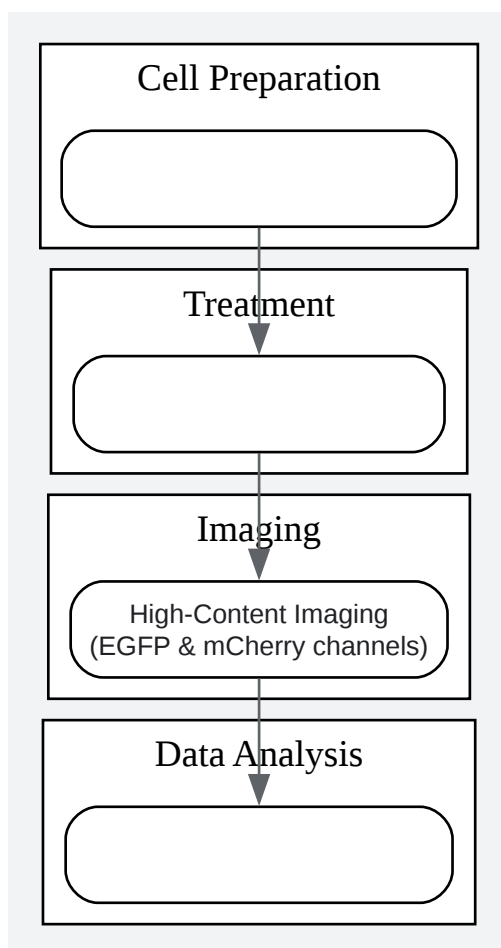 Cell Preparation
Treatment
Imaging
High-Content Imaging
(EGFP & mCherry channels)
Data Analysis